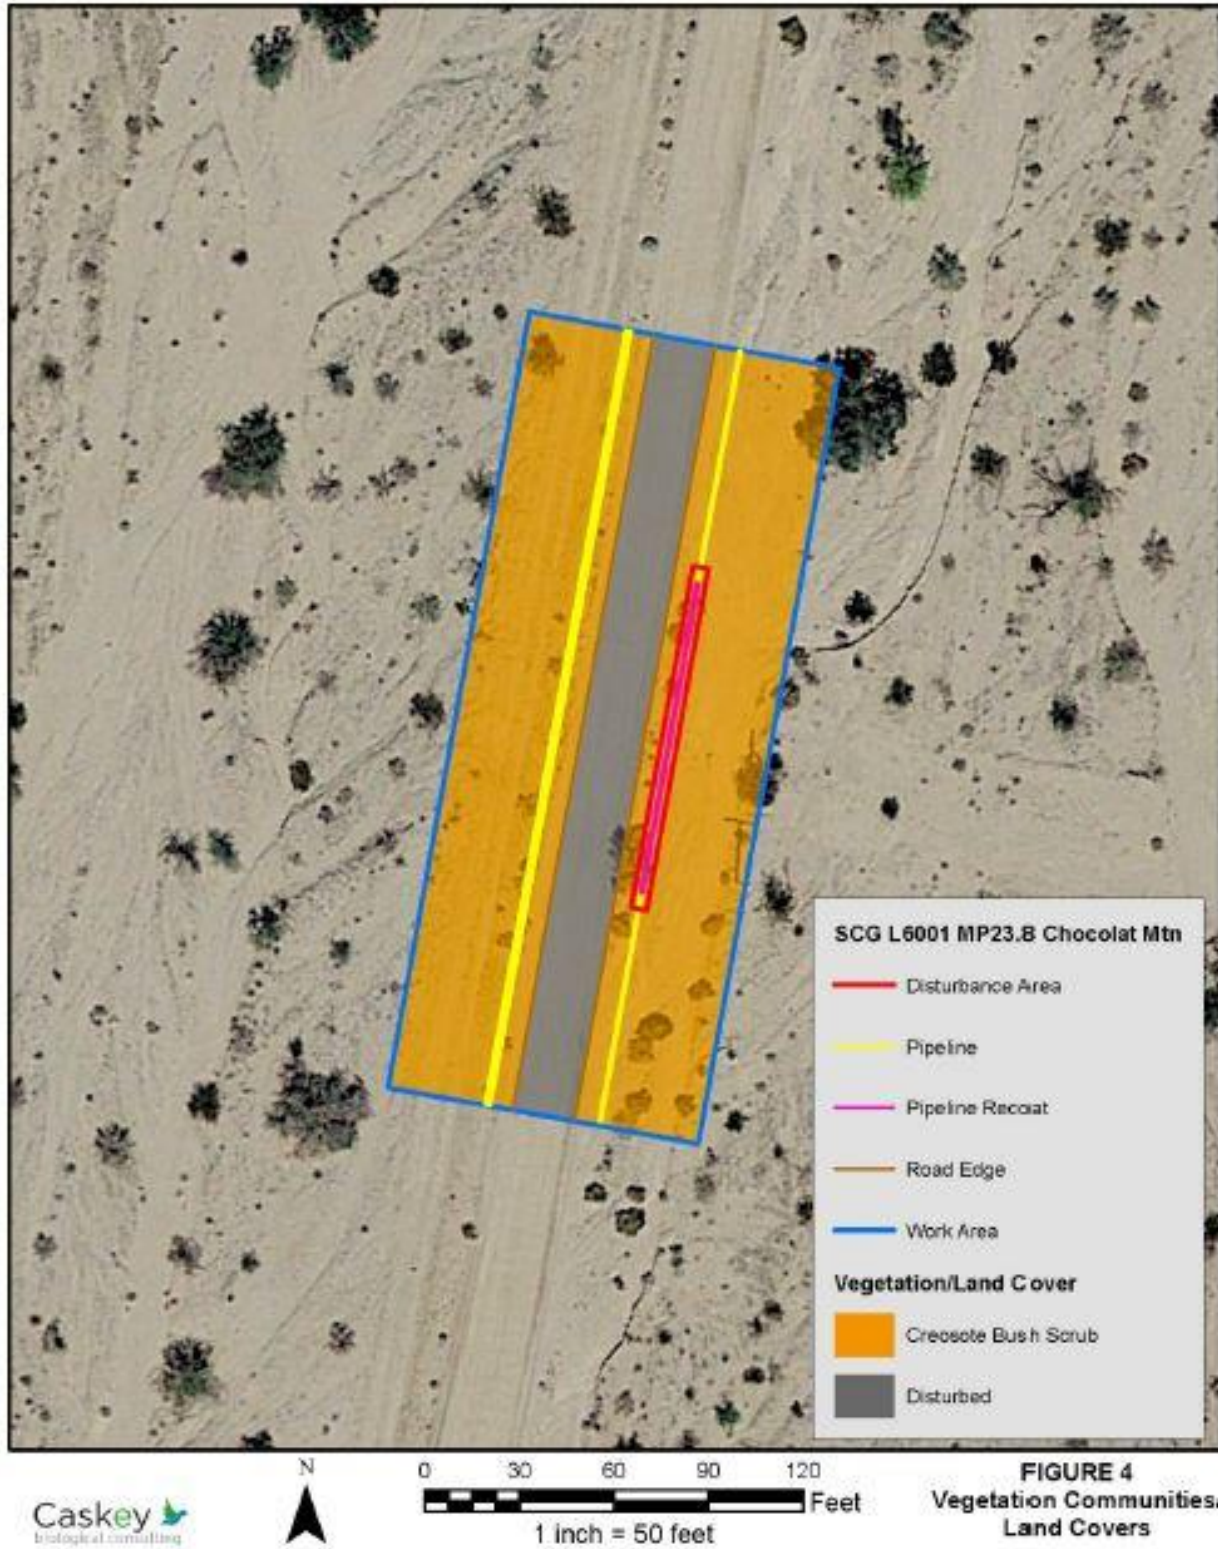 SCG L6001 MP23.8 Chocolat Mtn
Disturbance Area
Pipeline
Pipeline Recoat
Road Edge
Work Area
Vegetation/Land Cover
Creosote Bush Scrub
Disturbed
N
0 30 60 90 120
Feet
1 inch = 50 feet
Caskey
biological consulting
FIGURE 4
Vegetation Communities/
Land Covers